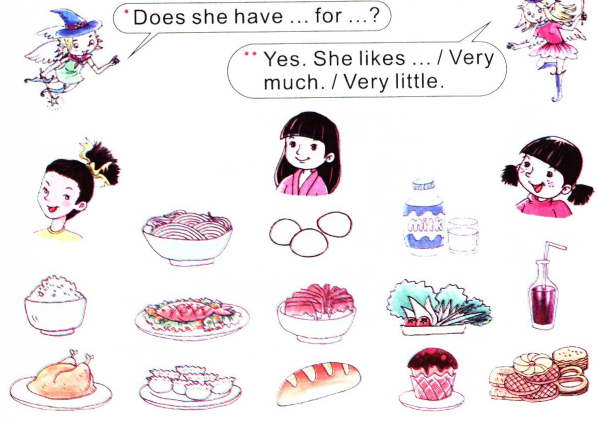 * Does she have ... for ...?
** Yes. She likes ... / Very
much. / Very little.
milk